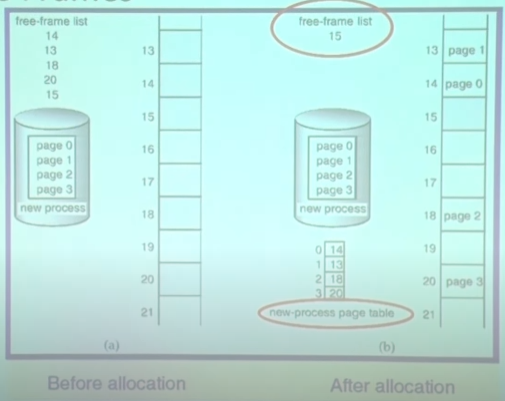 free-frame list
14
13
18
20
15
page 0
page 1
page 2
page 3
new process
13
14
15
16
17
18
19
20
21
(a)
Before allocation
free-frame list
15
page 0
page 1
page 2
page 3
new process
0 14
1 13
2 18
3 20
new-process page table
13 page 1
14 page 0
15
16
17
18 page 2
19
20 page 3
21
(b)
After allocation